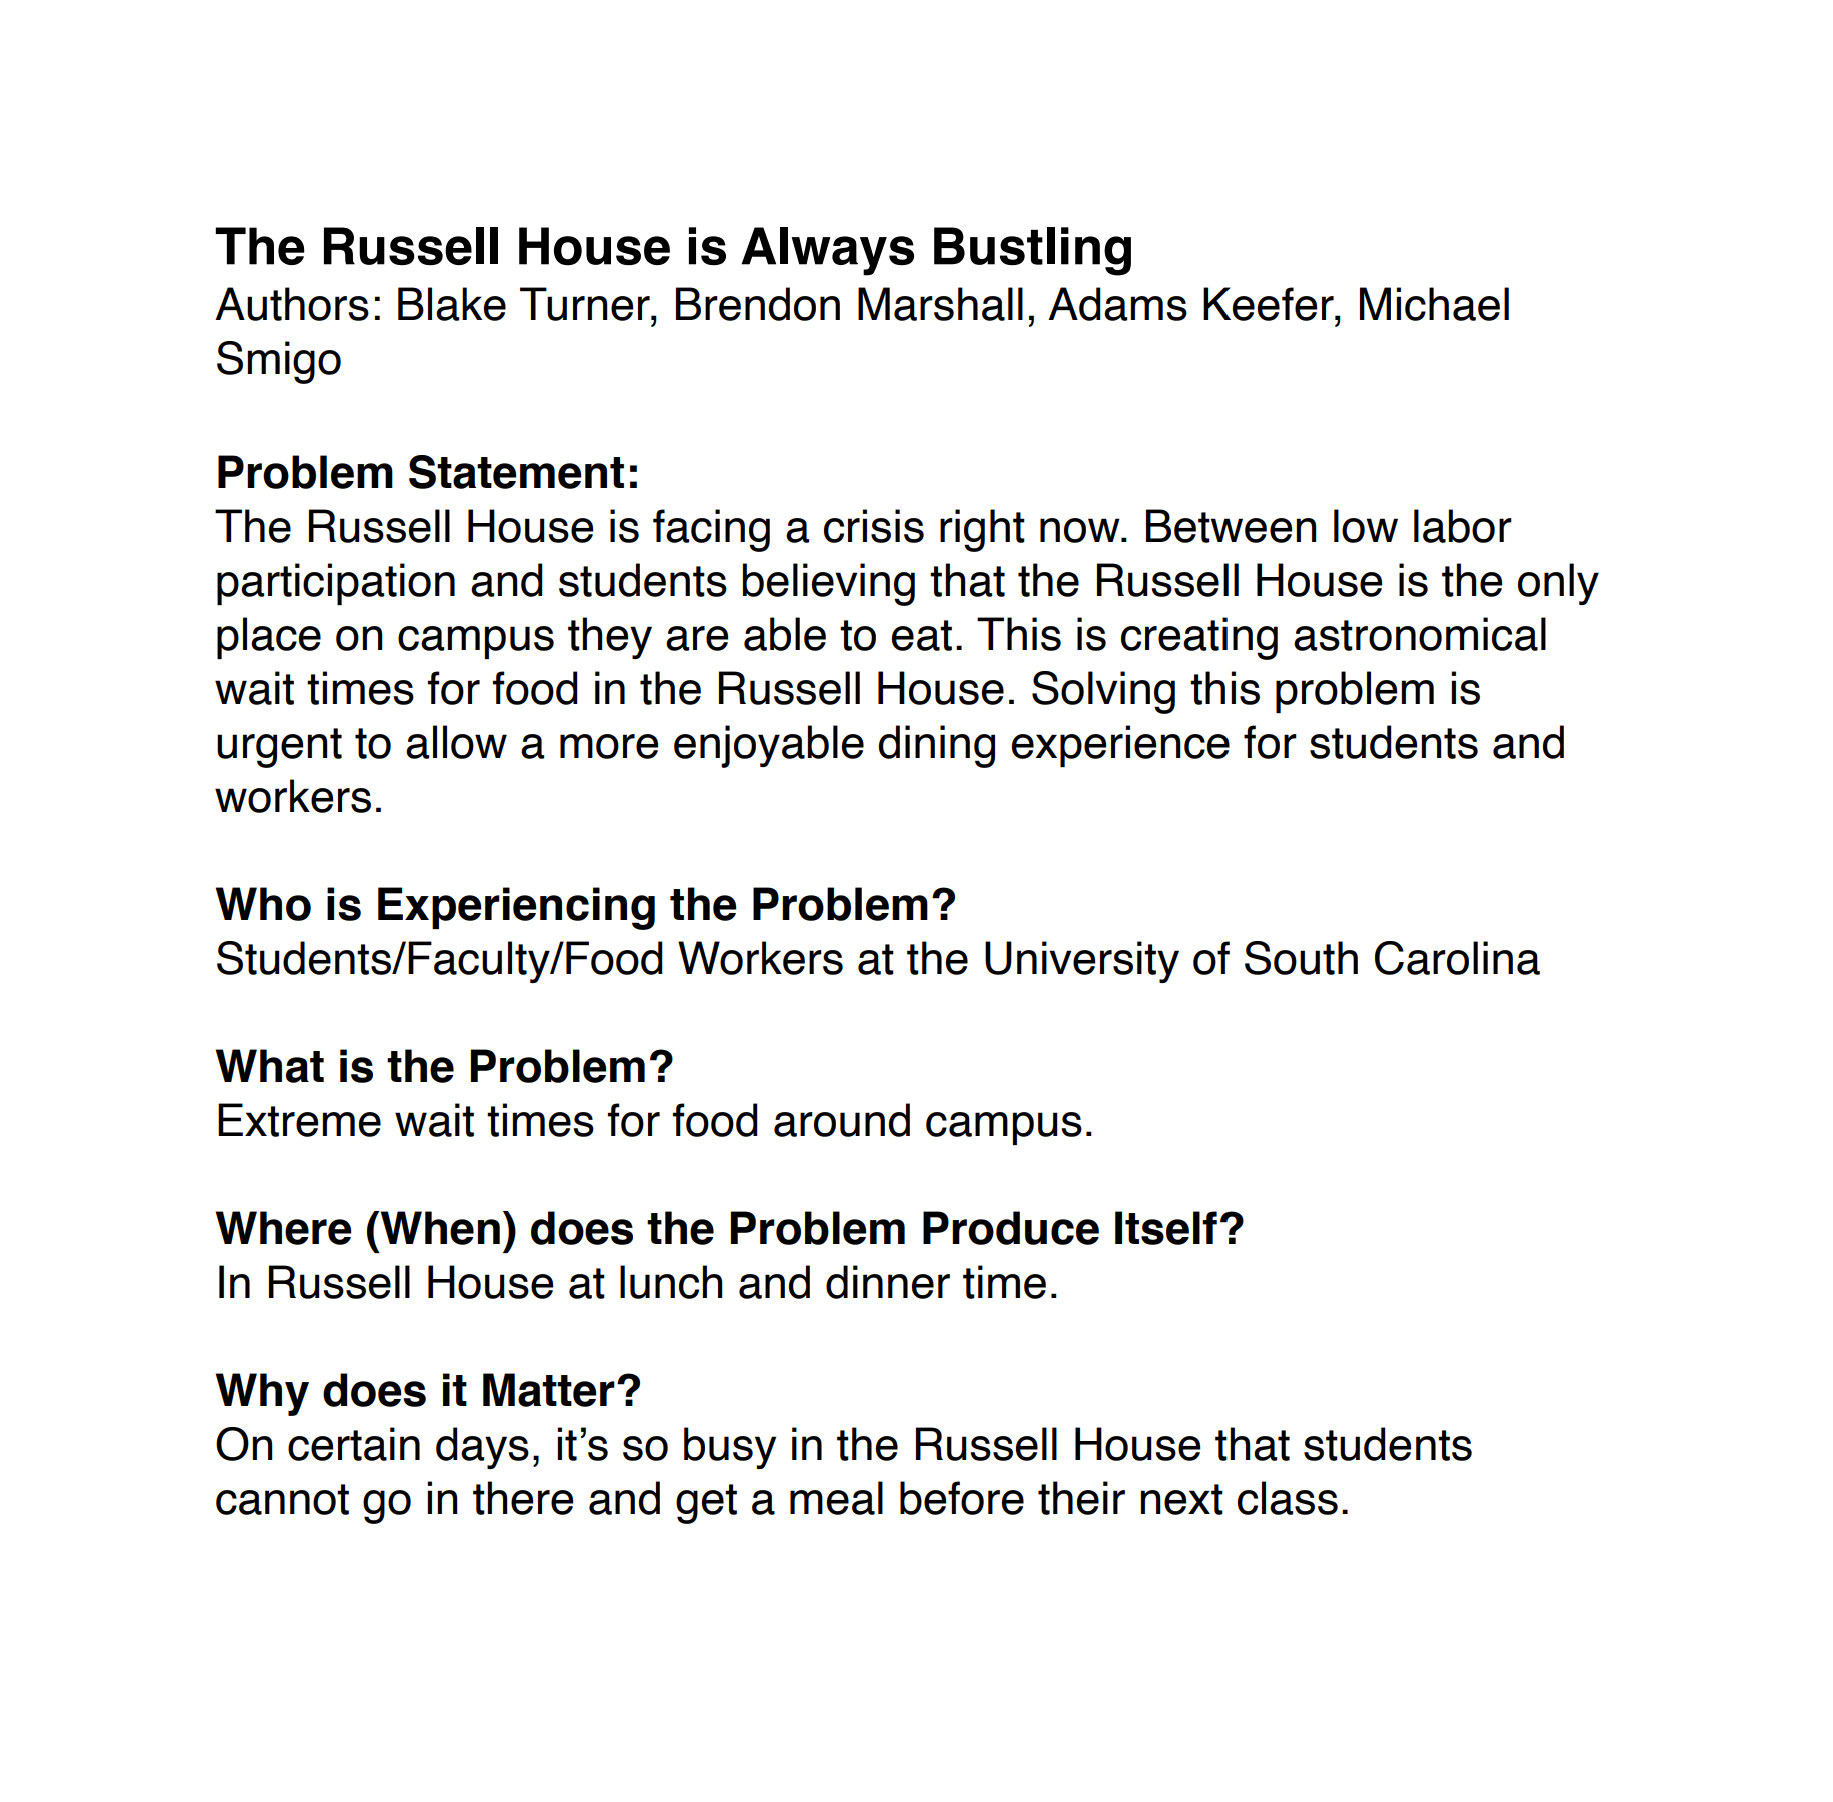 The Russell House is Always Bustling
Authors: Blake Turner, Brendon Marshall, Adams Keefer, Michael
Smigo
Problem Statement:
The Russell House is facing a crisis right now. Between low labor
participation and students believing that the Russell House is the only
place on campus they are able to eat. This is creating astronomical
wait times for food in the Russell House. Solving this problem is
urgent to allow a more enjoyable dining experience for students and
workers.
Who is Experiencing the Problem?
Students/Faculty/Food Workers at the University of South Carolina
What is the Problem?
Extreme wait times for food around campus.
Where (When) does the Problem Produce Itself?
In Russell House at lunch and dinner time.
Why does it Matter?
On certain days, it’s so busy in the Russell House that students
cannot go in there and get a meal before their next class.